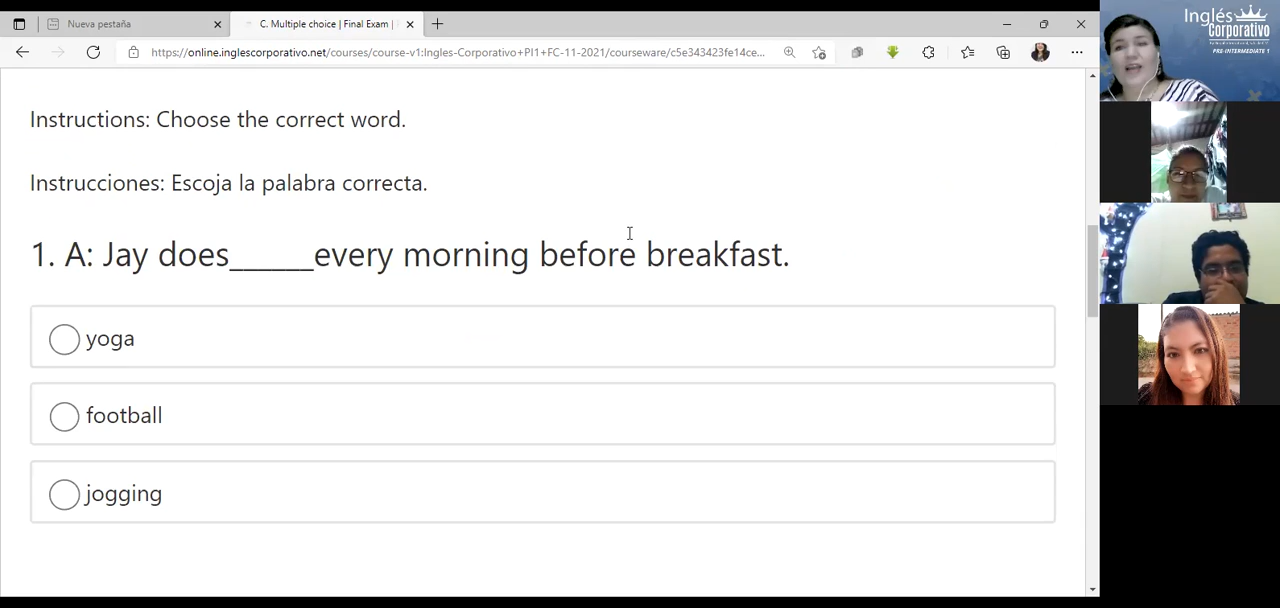 Nueva pestaña
C. Multiple choice | Final Exam |
https://online.inglescorporativo.net/courses/course-v1:Ingles-Corporativo+PI1+FC-11-2021/courseware/c5e343423fe14ce...
Inglés
Corporativo
PRE-INTERMEDIATE 1
Instructions: Choose the correct word.
Instrucciones: Escoja la palabra correcta.
1. A: Jay does______every morning before breakfast.
yoga
football
jogging